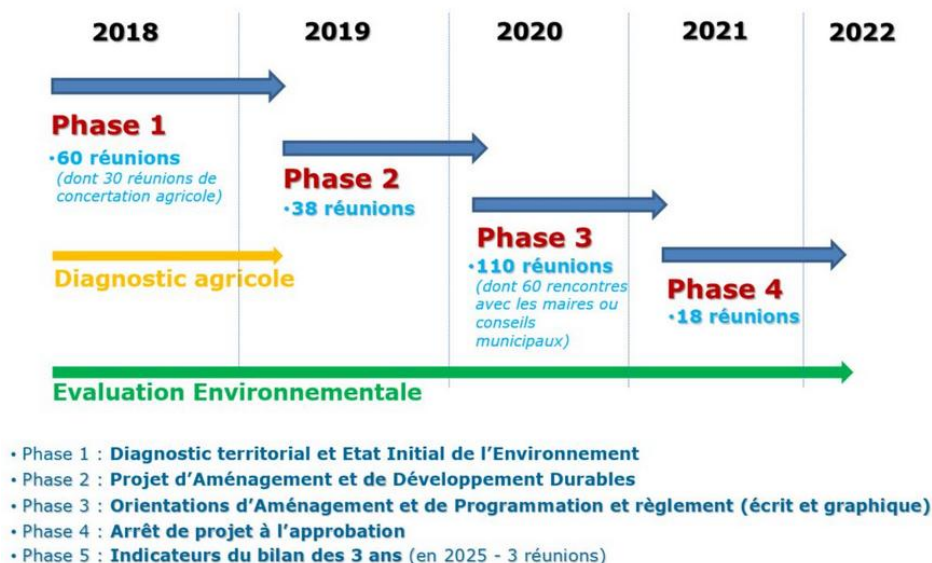 2018 2019 2020 2021 2022
Phase 1
•60 réunions
(dont 30 réunions de
concertation agricole)
Phase 2
•38 réunions
Phase 3
•110 réunions
(dont 60 rencontres
avec les maires ou
conseils
municipaux)
Phase 4
•18 réunions
Diagnostic agricole
Evaluation Environnementale
• Phase 1 : Diagnostic territorial et Etat Initial de l’Environnement
• Phase 2 : Projet d’Aménagement et de Développement Durables
• Phase 3 : Orientations d’Aménagement et de Programmation et règlement (écrit et graphique)
• Phase 4 : Arrêt de projet à l’approbation
• Phase 5 : Indicateurs du bilan des 3 ans (en 2025 - 3 réunions)